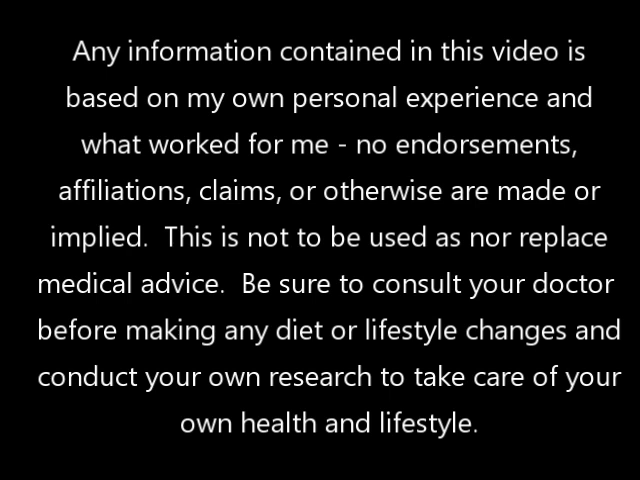 Any information contained in this video is
based on my own personal experience and
what worked for me - no endorsements,
affiliations, claims, or otherwise are made or
implied.  This is not to be used as nor replace
medical advice.  Be sure to consult your doctor
before making any diet or lifestyle changes and
conduct your own research to take care of your
own health and lifestyle.